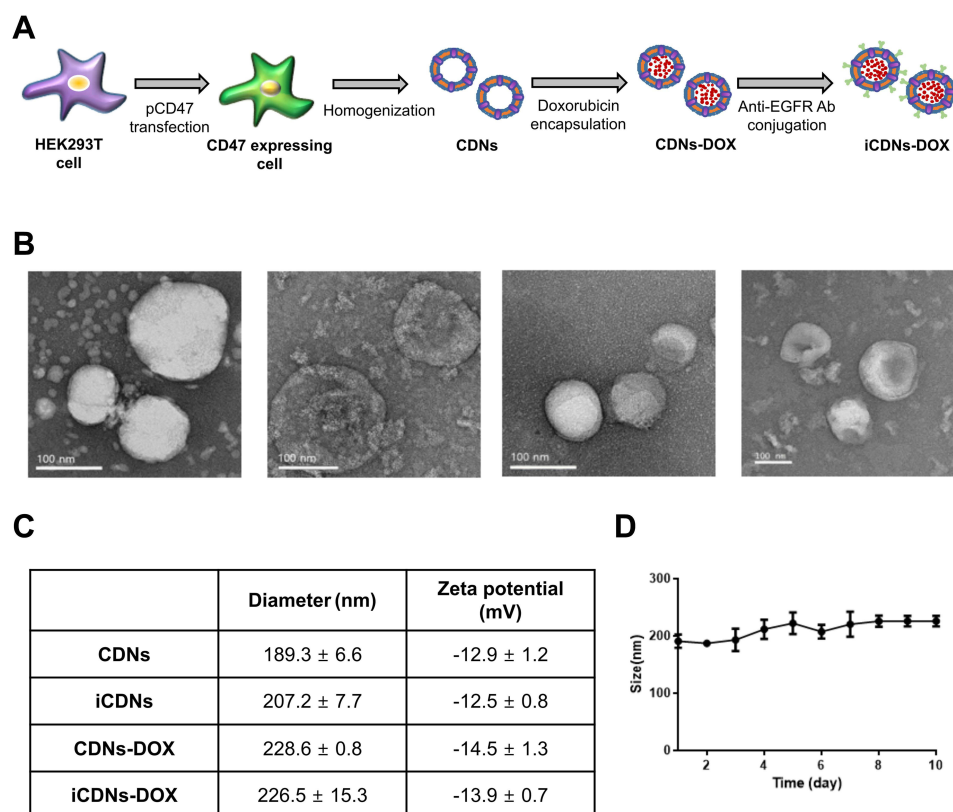 A
HEK293T
cell
pCD47
transfection
CD47 expressing
cell
Homogenization
CDNs
Doxorubicin
encapsulation
CDNs-DOX
Anti-EGFR Ab
conjugation
iCDNs-DOX
B
100 nm
100 nm
100 nm
100 nm
C
Diameter (nm)
Zeta potential
(mV)
CDNs 189.3 ± 6.6 -12.9 ± 1.2
iCDNs 207.2 ± 7.7 -12.5 ± 0.8
CDNs-DOX 228.6 ± 0.8 -14.5 ± 1.3
iCDNs-DOX 226.5 ± 15.3 -13.9 ± 0.7
D
Size(nm)
300
200
100
0
2 4 6 8 10
Time (day)